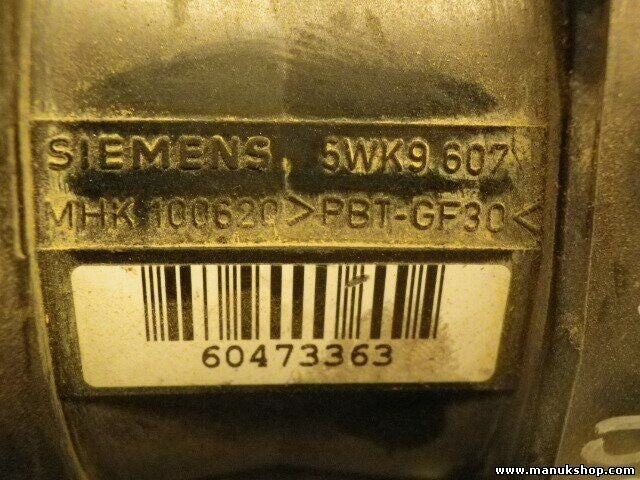 SIEMENS 5WK9 607
MHK 100620 >PBT-GF30<
60473363
www.manukshop.com